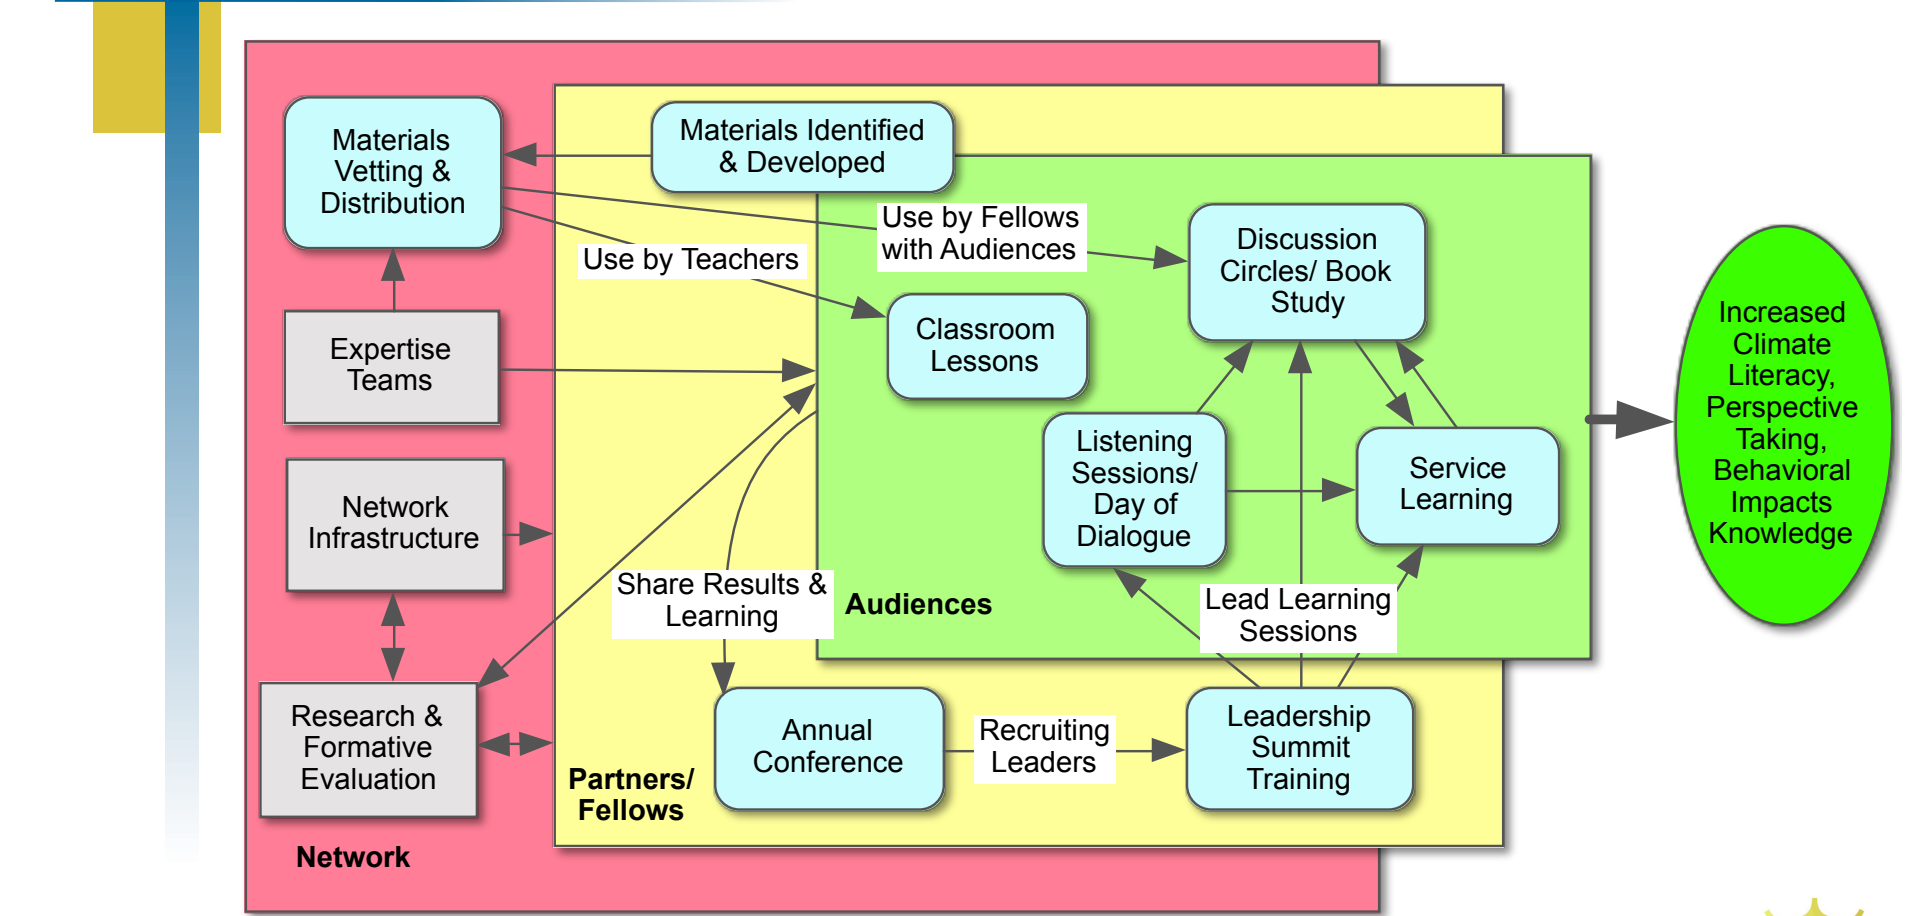 Materials
Vetting &
Distribution
Materials Identified
& Developed
Use by Fellows
with Audiences
Use by Teachers
Discussion
Circles/ Book
Study
Classroom
Lessons
Expertise
Teams
Listening
Sessions/
Day of
Dialogue
Service
Learning
Network
Infrastructure
Share Results &
Learning
Audiences
Lead Learning
Sessions
Research &
Formative
Evaluation
Annual
Conference
Recruiting
Leaders
Leadership
Summit
Training
Partners/
Fellows
Network
Increased
Climate
Literacy,
Perspective
Taking,
Behavioral
Impacts
Knowledge